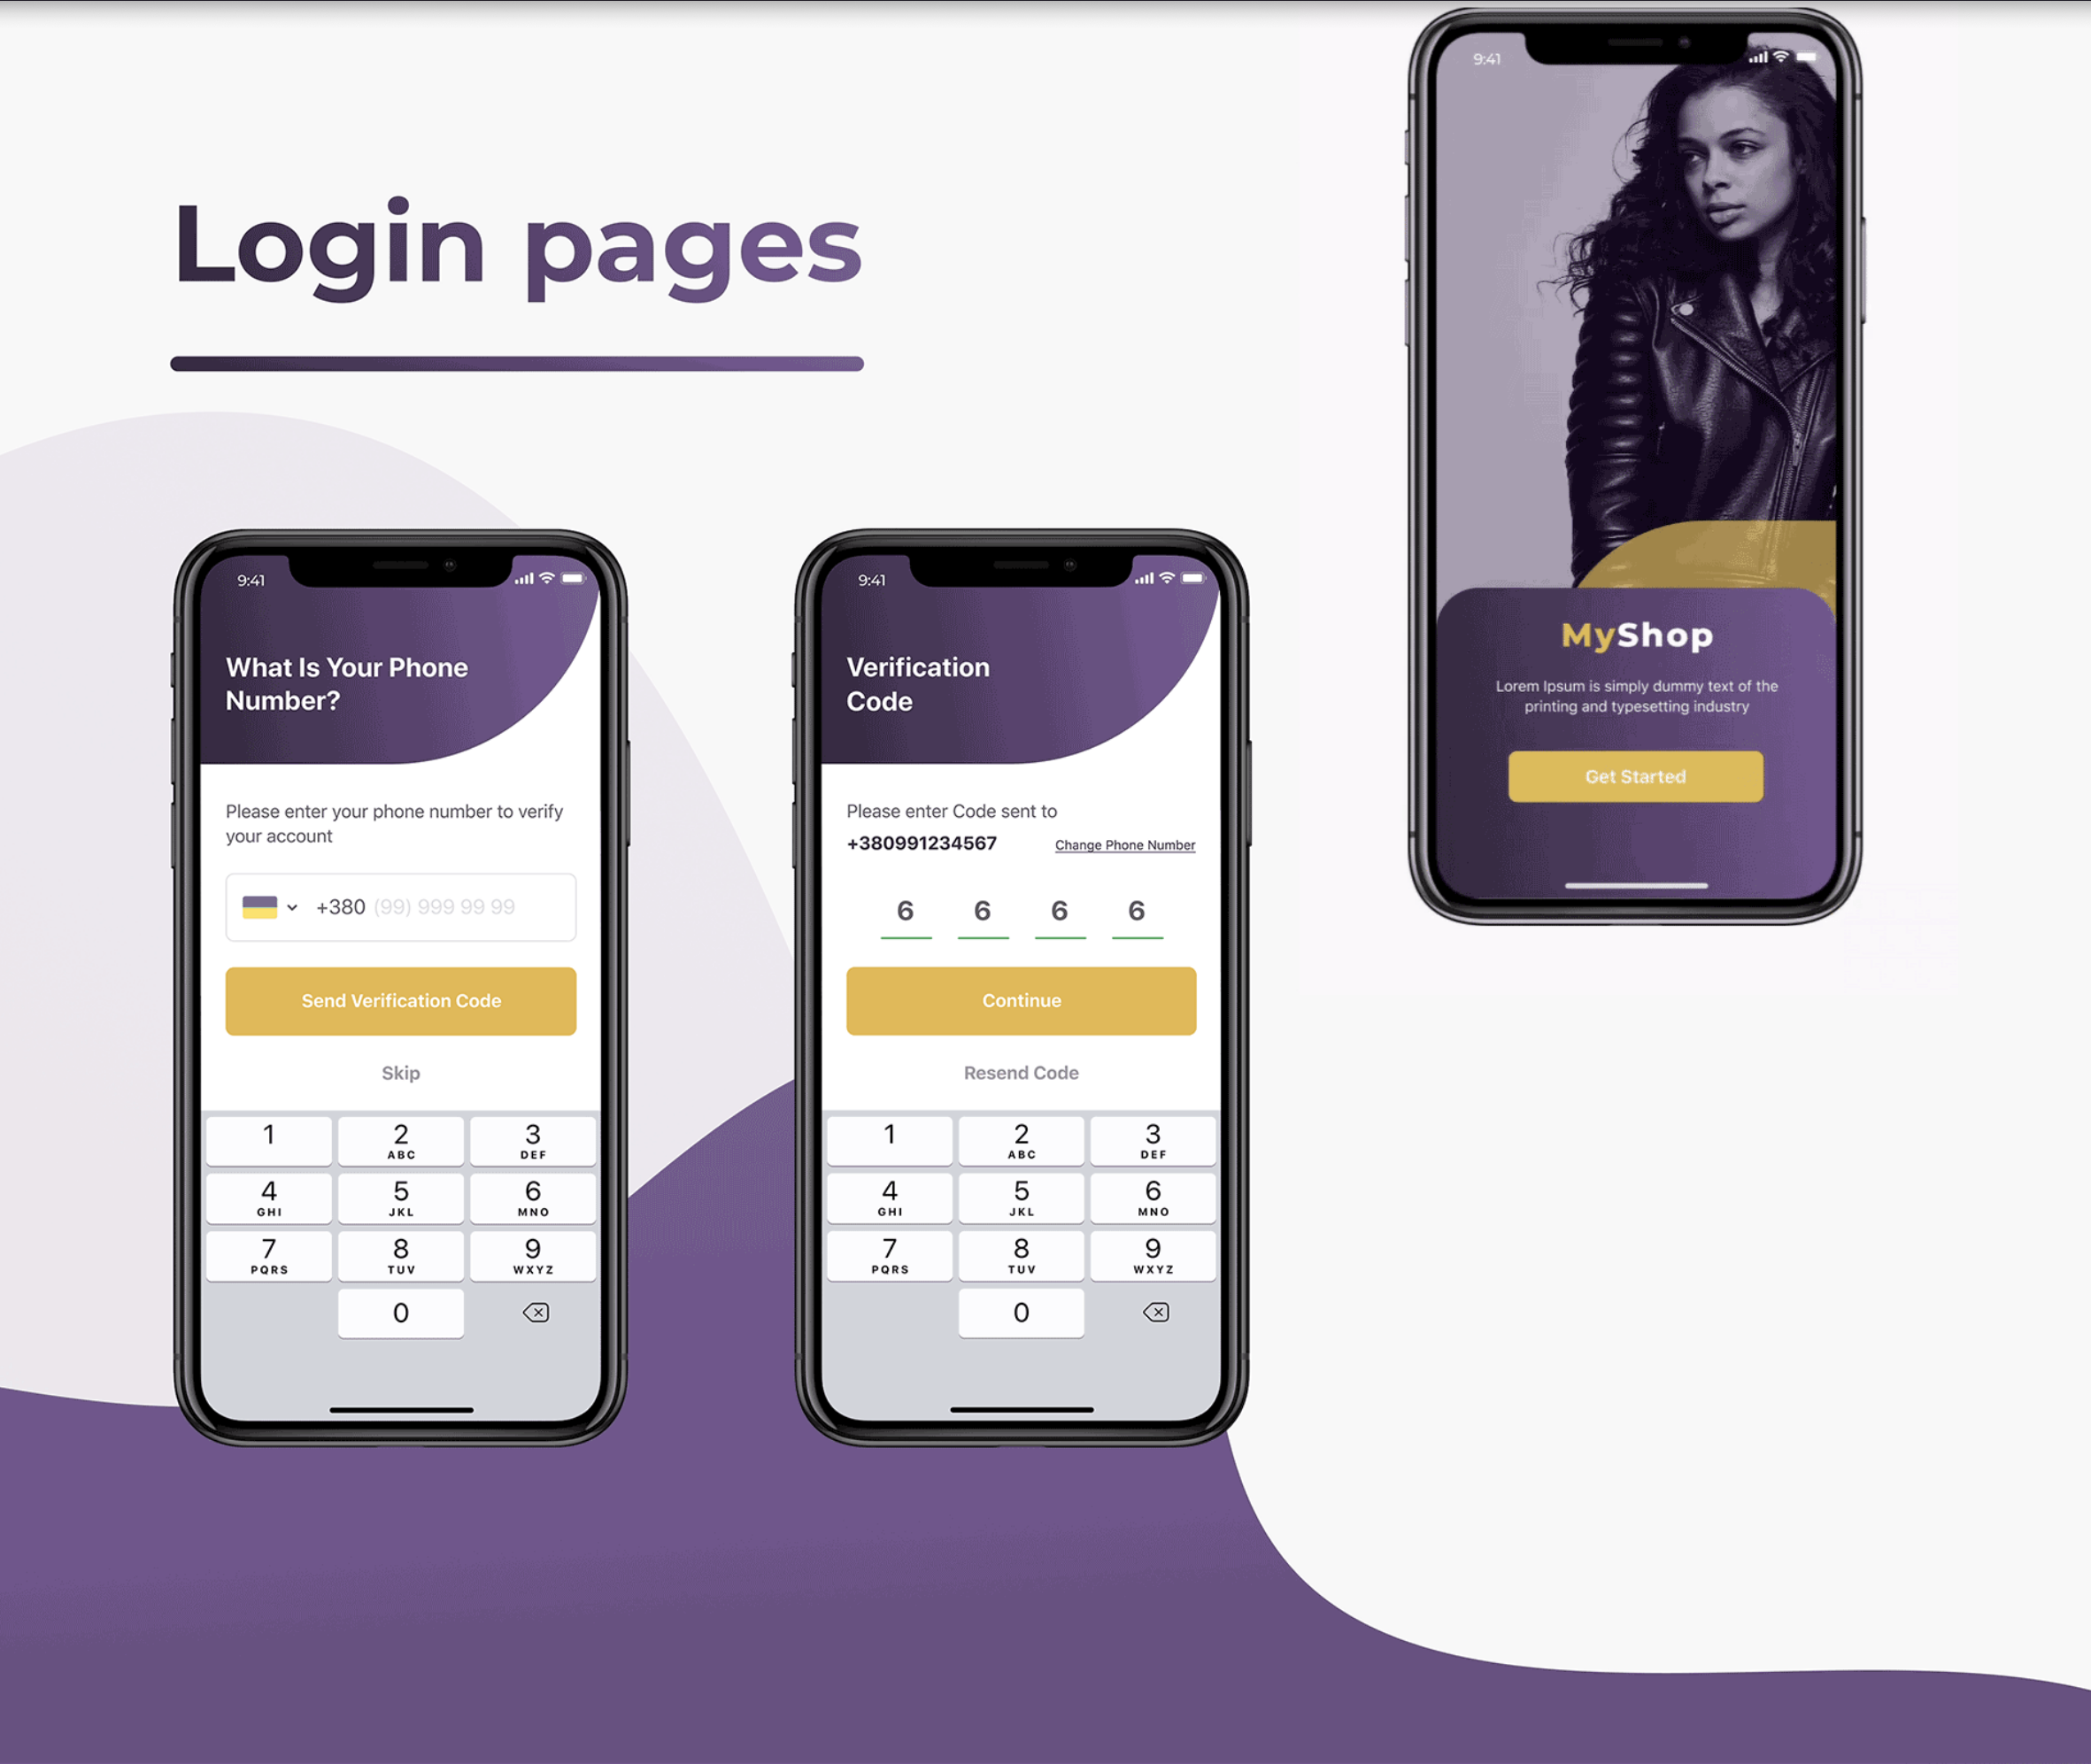 Login pages
9:41
What Is Your Phone
Number?
Please enter your phone number to verify
your account
+380 (99) 999 99 99
Send Verification Code
Skip
1
2
3
ABC
DEF
4
5
6
GHI
JKL
MNO
7
8
9
PQRS
TUV
WXYZ
0
9:41
Verification
Code
Please enter Code sent to
+380991234567
Change Phone Number
6 6 6 6
Continue
Resend Code
1
2
3
ABC
DEF
4
5
6
GHI
JKL
MNO
7
8
9
PQRS
TUV
WXYZ
0
9:41
MyShop
Lorem Ipsum is simply dummy text of the
printing and typesetting industry
Get Started